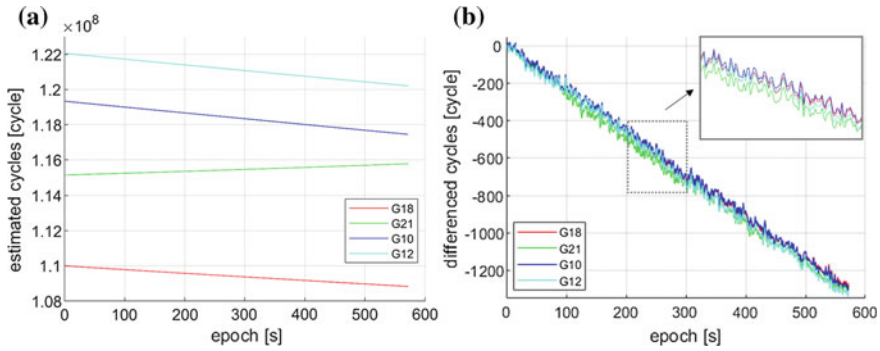 (a)
×10⁸
1.22
1.2
1.18
1.16
1.14
1.12
1.1
1.08
estimated cycles [cycle]
0 100 200 300 400 500 600
epoch [s]
G18
G21
G10
G12
(b)
0
-200
-400
-600
-800
-1000
-1200
differenced cycles [cycle]
0 100 200 300 400 500 600
epoch [s]
G18
G21
G10
G12